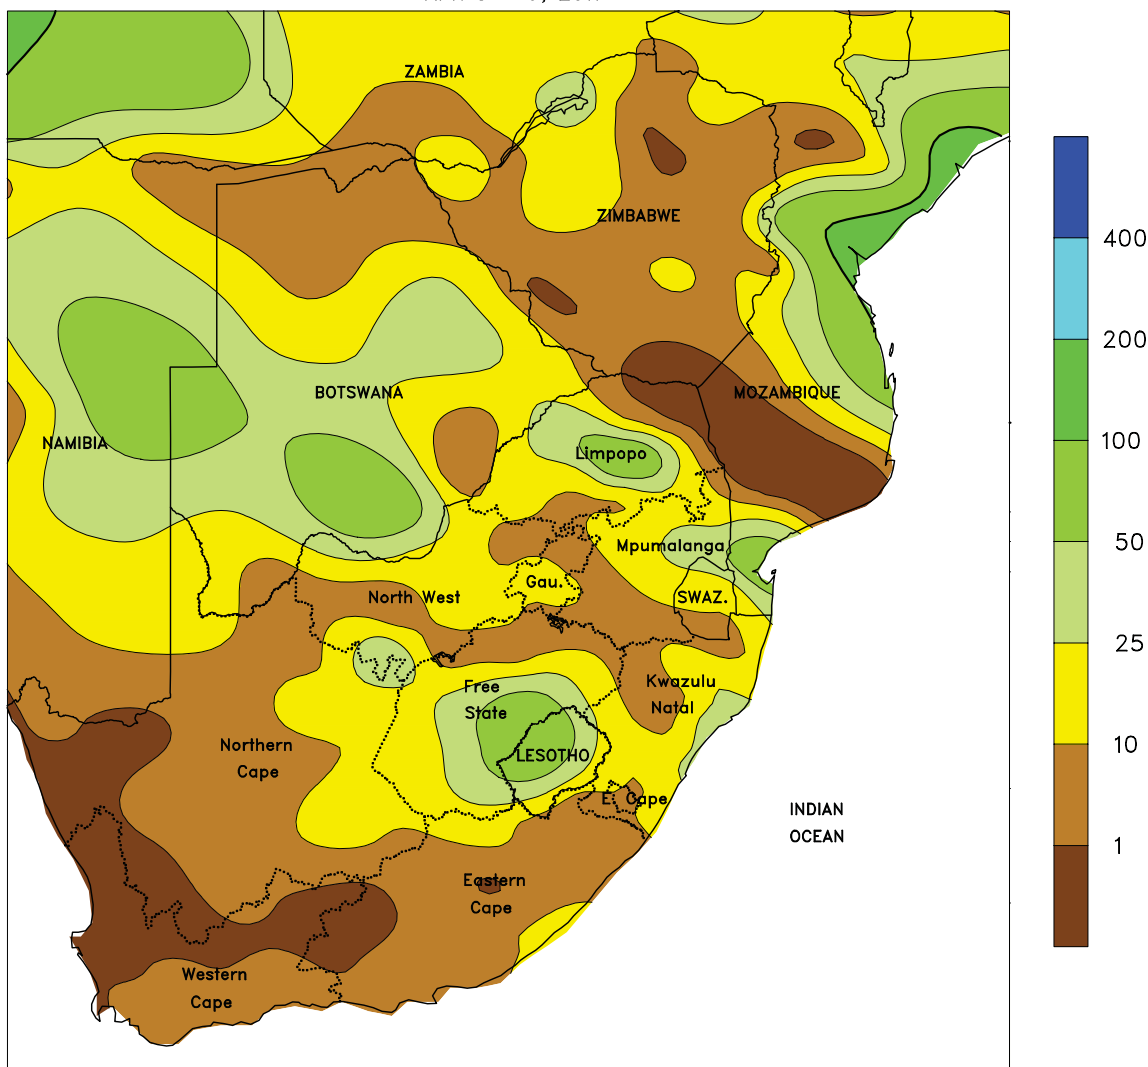 ZAMBIA
ZIMBABWE
BOTSWANA
MOZAMBIQUE
NAMIBIA
Limpopo
Mpumalanga
Gau.
North West
SWAZ.
Free
State
Kwazulu
Natal
Northern
Cape
LESOTHO
E. Cape
INDIAN
OCEAN
Eastern
Cape
Western
Cape
400
200
100
50
25
10
1